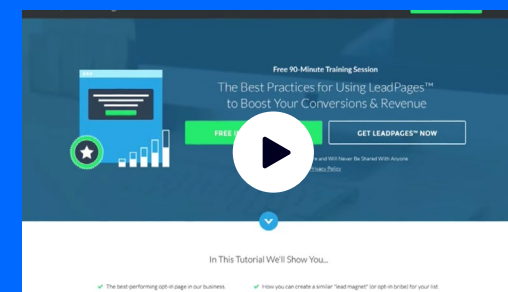 Free 90-Minute Training Session
The Best Practices for Using LeadPages™
to Boost Your Conversions & Revenue
FREE
GET LEADPAGES™ NOW
and Will Never Be Shared With Anyone
Privacy Policy
In This Tutorial We'll Show You...
✔ The best-performing opt-in page in our business.
✔ How you can create a similar "lead magnet" (or opt-in bribe) for your list